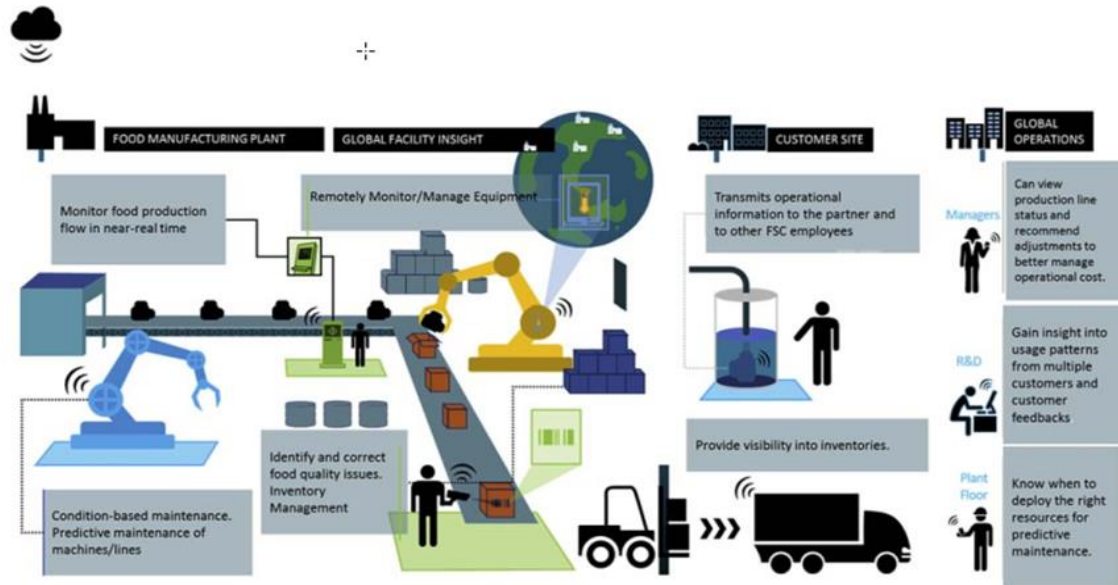 FOOD MANUFACTURING PLANT
GLOBAL FACILITY INSIGHT
CUSTOMER SITE
GLOBAL
OPERATIONS
Monitor food production
flow in near-real time
Remotely Monitor/Manage Equipment
Transmits operational
information to the partner and
to other FSC employees
Managers
Can view
production line
status and
recommend
adjustments to
better manage
operational cost.
R&D
Gain insight into
usage patterns
from multiple
customers and
customer
feedbacks
Identify and correct
food quality issues.
Inventory
Management
Provide visibility into inventories.
Plant
Floor
Know when to
deploy the right
resources for
predictive
maintenance.
Condition-based maintenance.
Predictive maintenance of
machines/lines